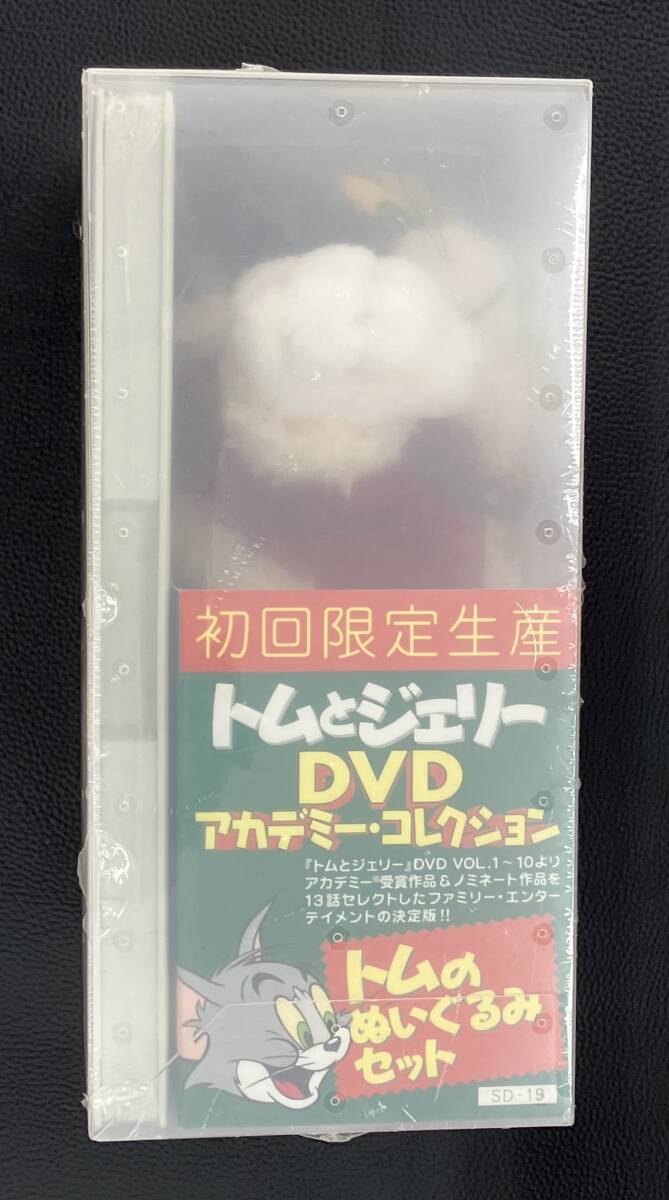 初回限定生産
トムとジェリー
DVD
アカデミー・コレクション
『トムとジェリー』DVD VOL.1～10より
アカデミー®受賞作品&ノミネート作品を
13話セレクトしたファミリー・エンター
テイメントの決定版!!
トムの
ぬいぐるみ
セット
SD-19